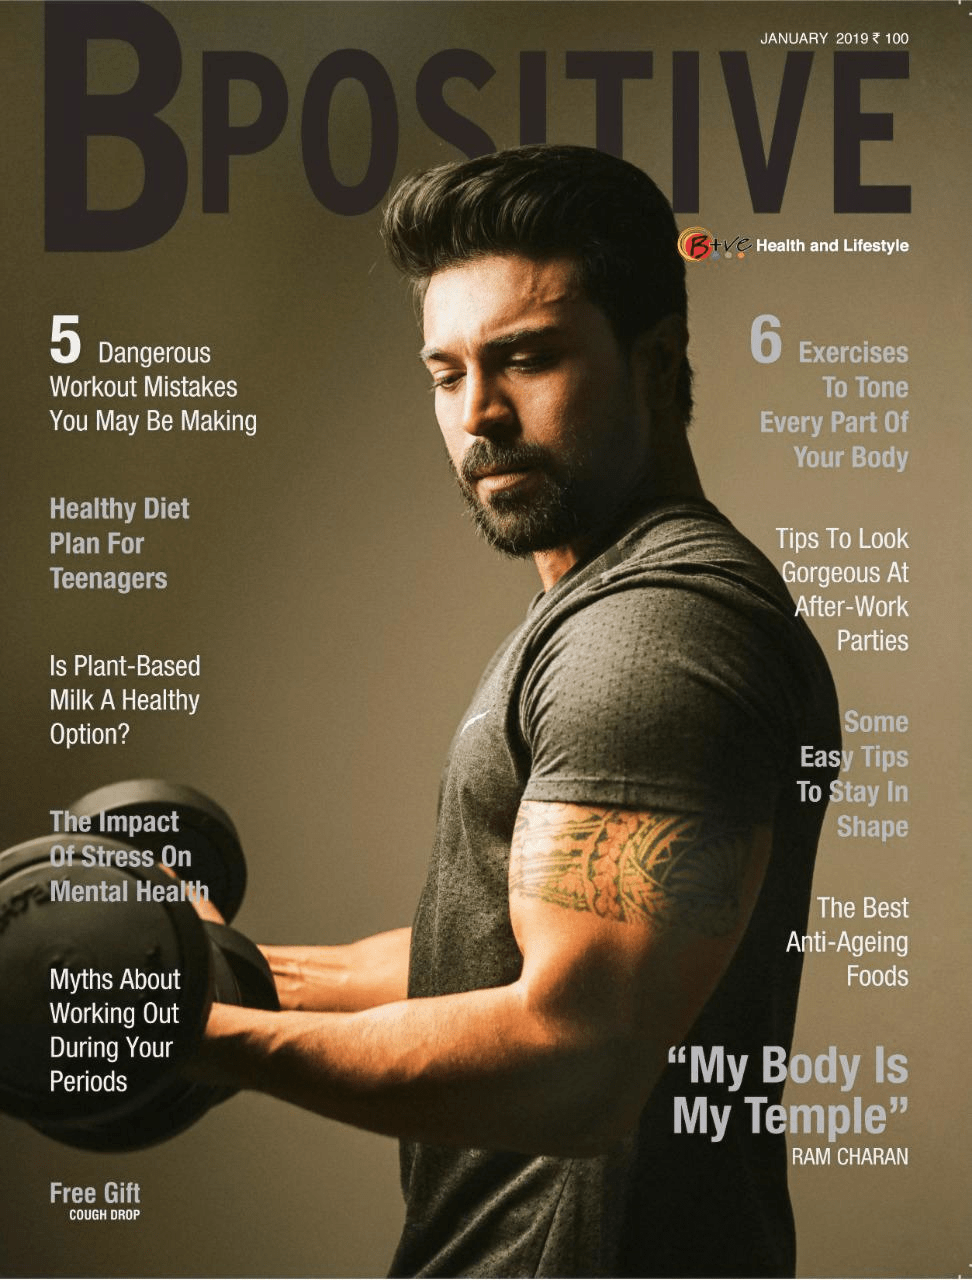 JANUARY 2019 ₹ 100
BPOSITIVE
B+ve Health and Lifestyle
5 Dangerous
Workout Mistakes
You May Be Making
Healthy Diet
Plan For
Teenagers
Is Plant-Based
Milk A Healthy
Option?
The Impact
Of Stress On
Mental Health
Myths About
Working Out
During Your
Periods
Free Gift
COUGH DROP
6 Exercises
To Tone
Every Part Of
Your Body
Tips To Look
Gorgeous At
After-Work
Parties
Some
Easy Tips
To Stay In
Shape
The Best
Anti-Ageing
Foods
“My Body Is
My Temple”
RAM CHARAN